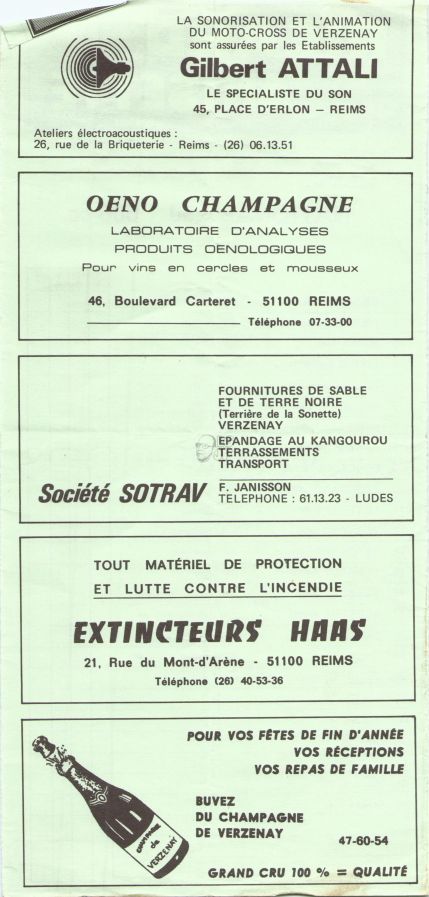 LA SONORISATION ET L'ANIMATION
DU MOTO-CROSS DE VERZENAY
sont assurées par les Etablissements
Gilbert ATTALI
LE SPECIALISTE DU SON
45, PLACE D'ERLON – REIMS
Ateliers électroacoustiques :
26, rue de la Briqueterie - Reims - (26) 06.13.51
OENO CHAMPAGNE
LABORATOIRE D'ANALYSES
PRODUITS OENOLOGIQUES
Pour vins en cercles et mousseux
46, Boulevard Carteret - 51100 REIMS
Téléphone 07-33-00
FOURNITURES DE SABLE
ET DE TERRE NOIRE
(Terrière de la Sonette)
VERZENAY
EPANDAGE AU KANGOUROU
TERRASSEMENTS
TRANSPORT
Société SOTRAV
F. JANISSON
TELEPHONE : 61.13.23 - LUDES
TOUT MATÉRIEL DE PROTECTION
ET LUTTE CONTRE L'INCENDIE
EXTINCTEURS HAAS
21, Rue du Mont-d'Arène - 51100 REIMS
Téléphone (26) 40-53-36
POUR VOS FÊTES DE FIN D'ANNÉE
VOS RÉCEPTIONS
VOS REPAS DE FAMILLE
BUVEZ
DU CHAMPAGNE
DE VERZENAY
47-60-54
CHAMPAGNE
de
VERZENAY
GRAND CRU 100 % = QUALITÉ